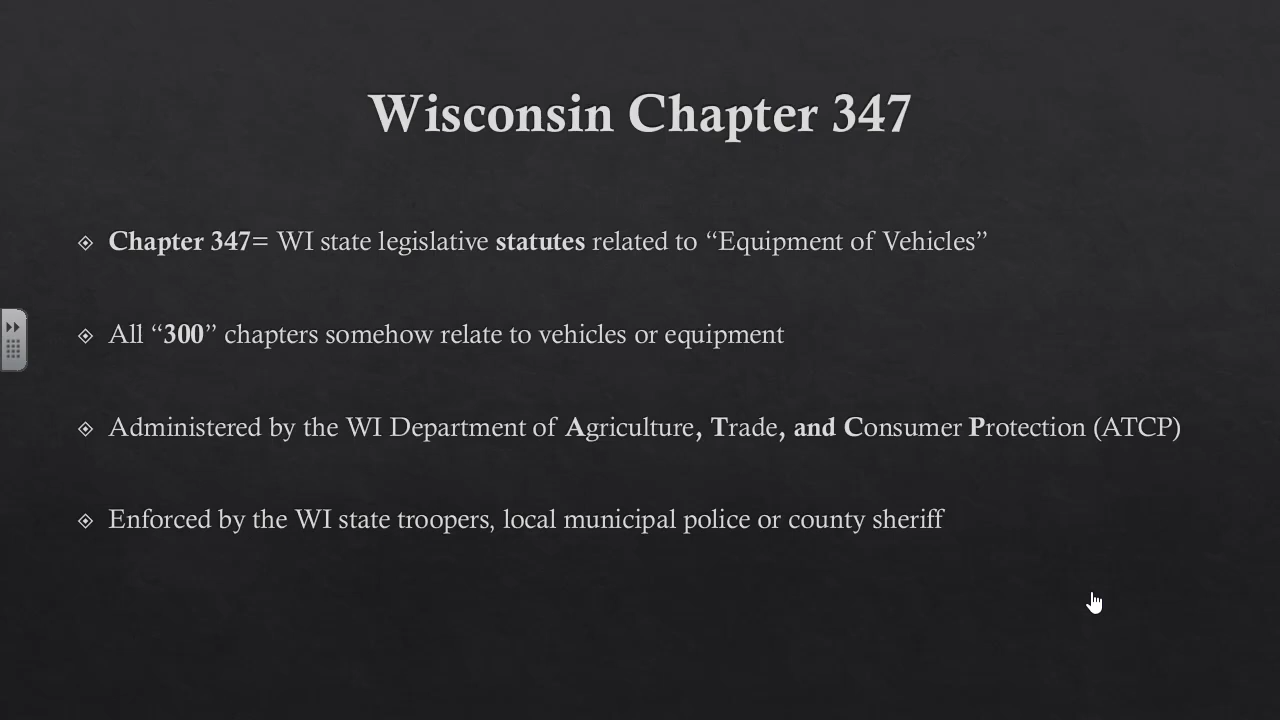 Wisconsin Chapter 347
Chapter 347= WI state legislative statutes related to “Equipment of Vehicles”
All “300” chapters somehow relate to vehicles or equipment
Administered by the WI Department of Agriculture, Trade, and Consumer Protection (ATCP)
Enforced by the WI state troopers, local municipal police or county sheriff